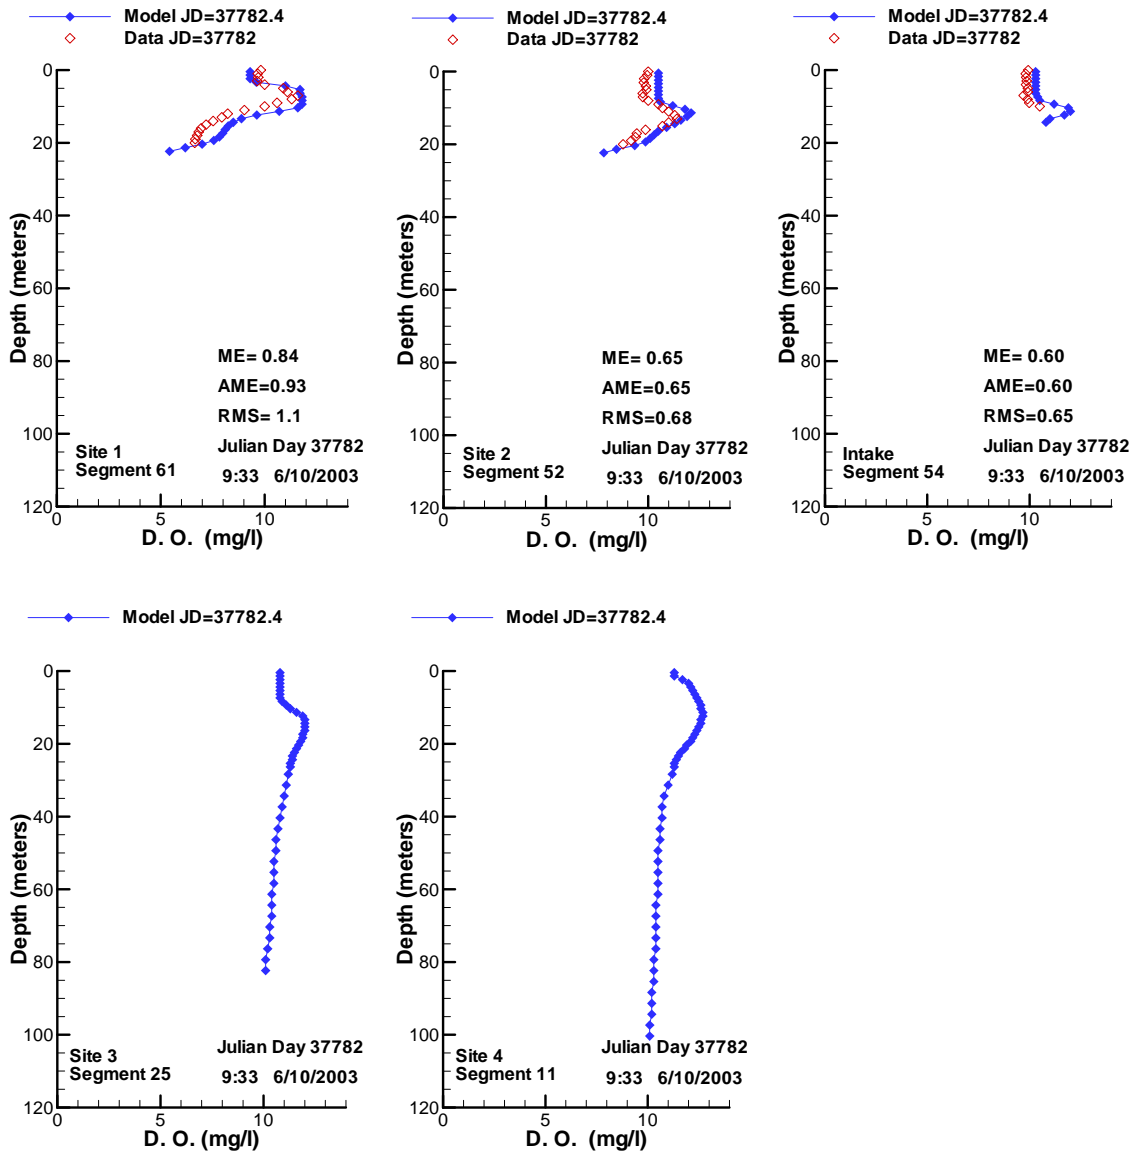 Model JD=37782.4
Data JD=37782
0
20
40
60
80
100
120
Depth (meters)
ME= 0.84
AME=0.93
RMS= 1.1
Site 1
Segment 61
Julian Day 37782
9:33 6/10/2003
0 5 10
D. O. (mg/l)
Model JD=37782.4
Data JD=37782
0
20
40
60
80
100
120
Depth (meters)
ME= 0.65
AME=0.65
RMS=0.68
Site 2
Segment 52
Julian Day 37782
9:33 6/10/2003
0 5 10
D. O. (mg/l)
Model JD=37782.4
Data JD=37782
0
20
40
60
80
100
120
Depth (meters)
ME= 0.60
AME=0.60
RMS=0.65
Intake
Segment 54
Julian Day 37782
9:33 6/10/2003
0 5 10
D. O. (mg/l)
Model JD=37782.4
0
20
40
60
80
100
120
Depth (meters)
Site 3
Segment 25
Julian Day 37782
9:33 6/10/2003
0 5 10
D. O. (mg/l)
Model JD=37782.4
0
20
40
60
80
100
120
Depth (meters)
Site 4
Segment 11
Julian Day 37782
9:33 6/10/2003
0 5 10
D. O. (mg/l)